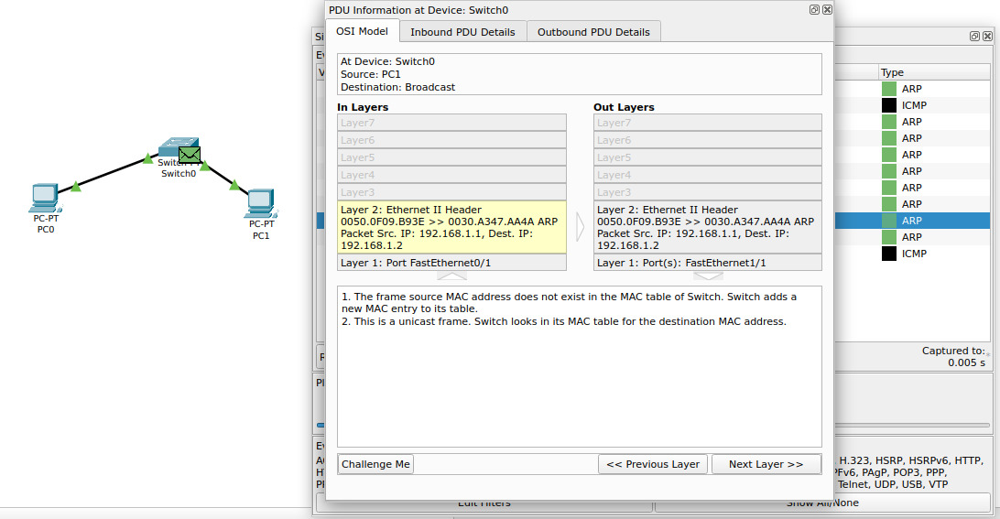 PDU Information at Device: Switch0
OSI Model
Inbound PDU Details
Outbound PDU Details
At Device: Switch0
Source: PC1
Destination: Broadcast
In Layers
Layer7
Layer6
Layer5
Layer4
Layer3
Layer 2: Ethernet II Header
0050.0F09.B93E >> 0030.A347.AA4A ARP
Packet Src. IP: 192.168.1.1, Dest. IP:
192.168.1.2
Layer 1: Port FastEthernet0/1
Out Layers
Layer7
Layer6
Layer5
Layer4
Layer3
Layer 2: Ethernet II Header
0050.0F09.B93E >> 0030.A347.AA4A ARP
Packet Src. IP: 192.168.1.1, Dest. IP:
192.168.1.2
Layer 1: Port(s): FastEthernet1/1
1. The frame source MAC address does not exist in the MAC table of Switch. Switch adds a
new MAC entry to its table.
2. This is a unicast frame. Switch looks in its MAC table for the destination MAC address.
Challenge Me
<< Previous Layer
Next Layer >>
Switch0
PC-PT
PC0
PC-PT
PC1
Type
ARP
ICMP
ARP
ARP
ARP
ARP
ARP
ARP
ARP
ARP
ICMP
Captured to:
0.005 s
H.323, HSRP, HSRPv6, HTTP,
PAgP, POP3, PPP,
Telnet, UDP, USB, VTP
Edit Filters
Show All/None